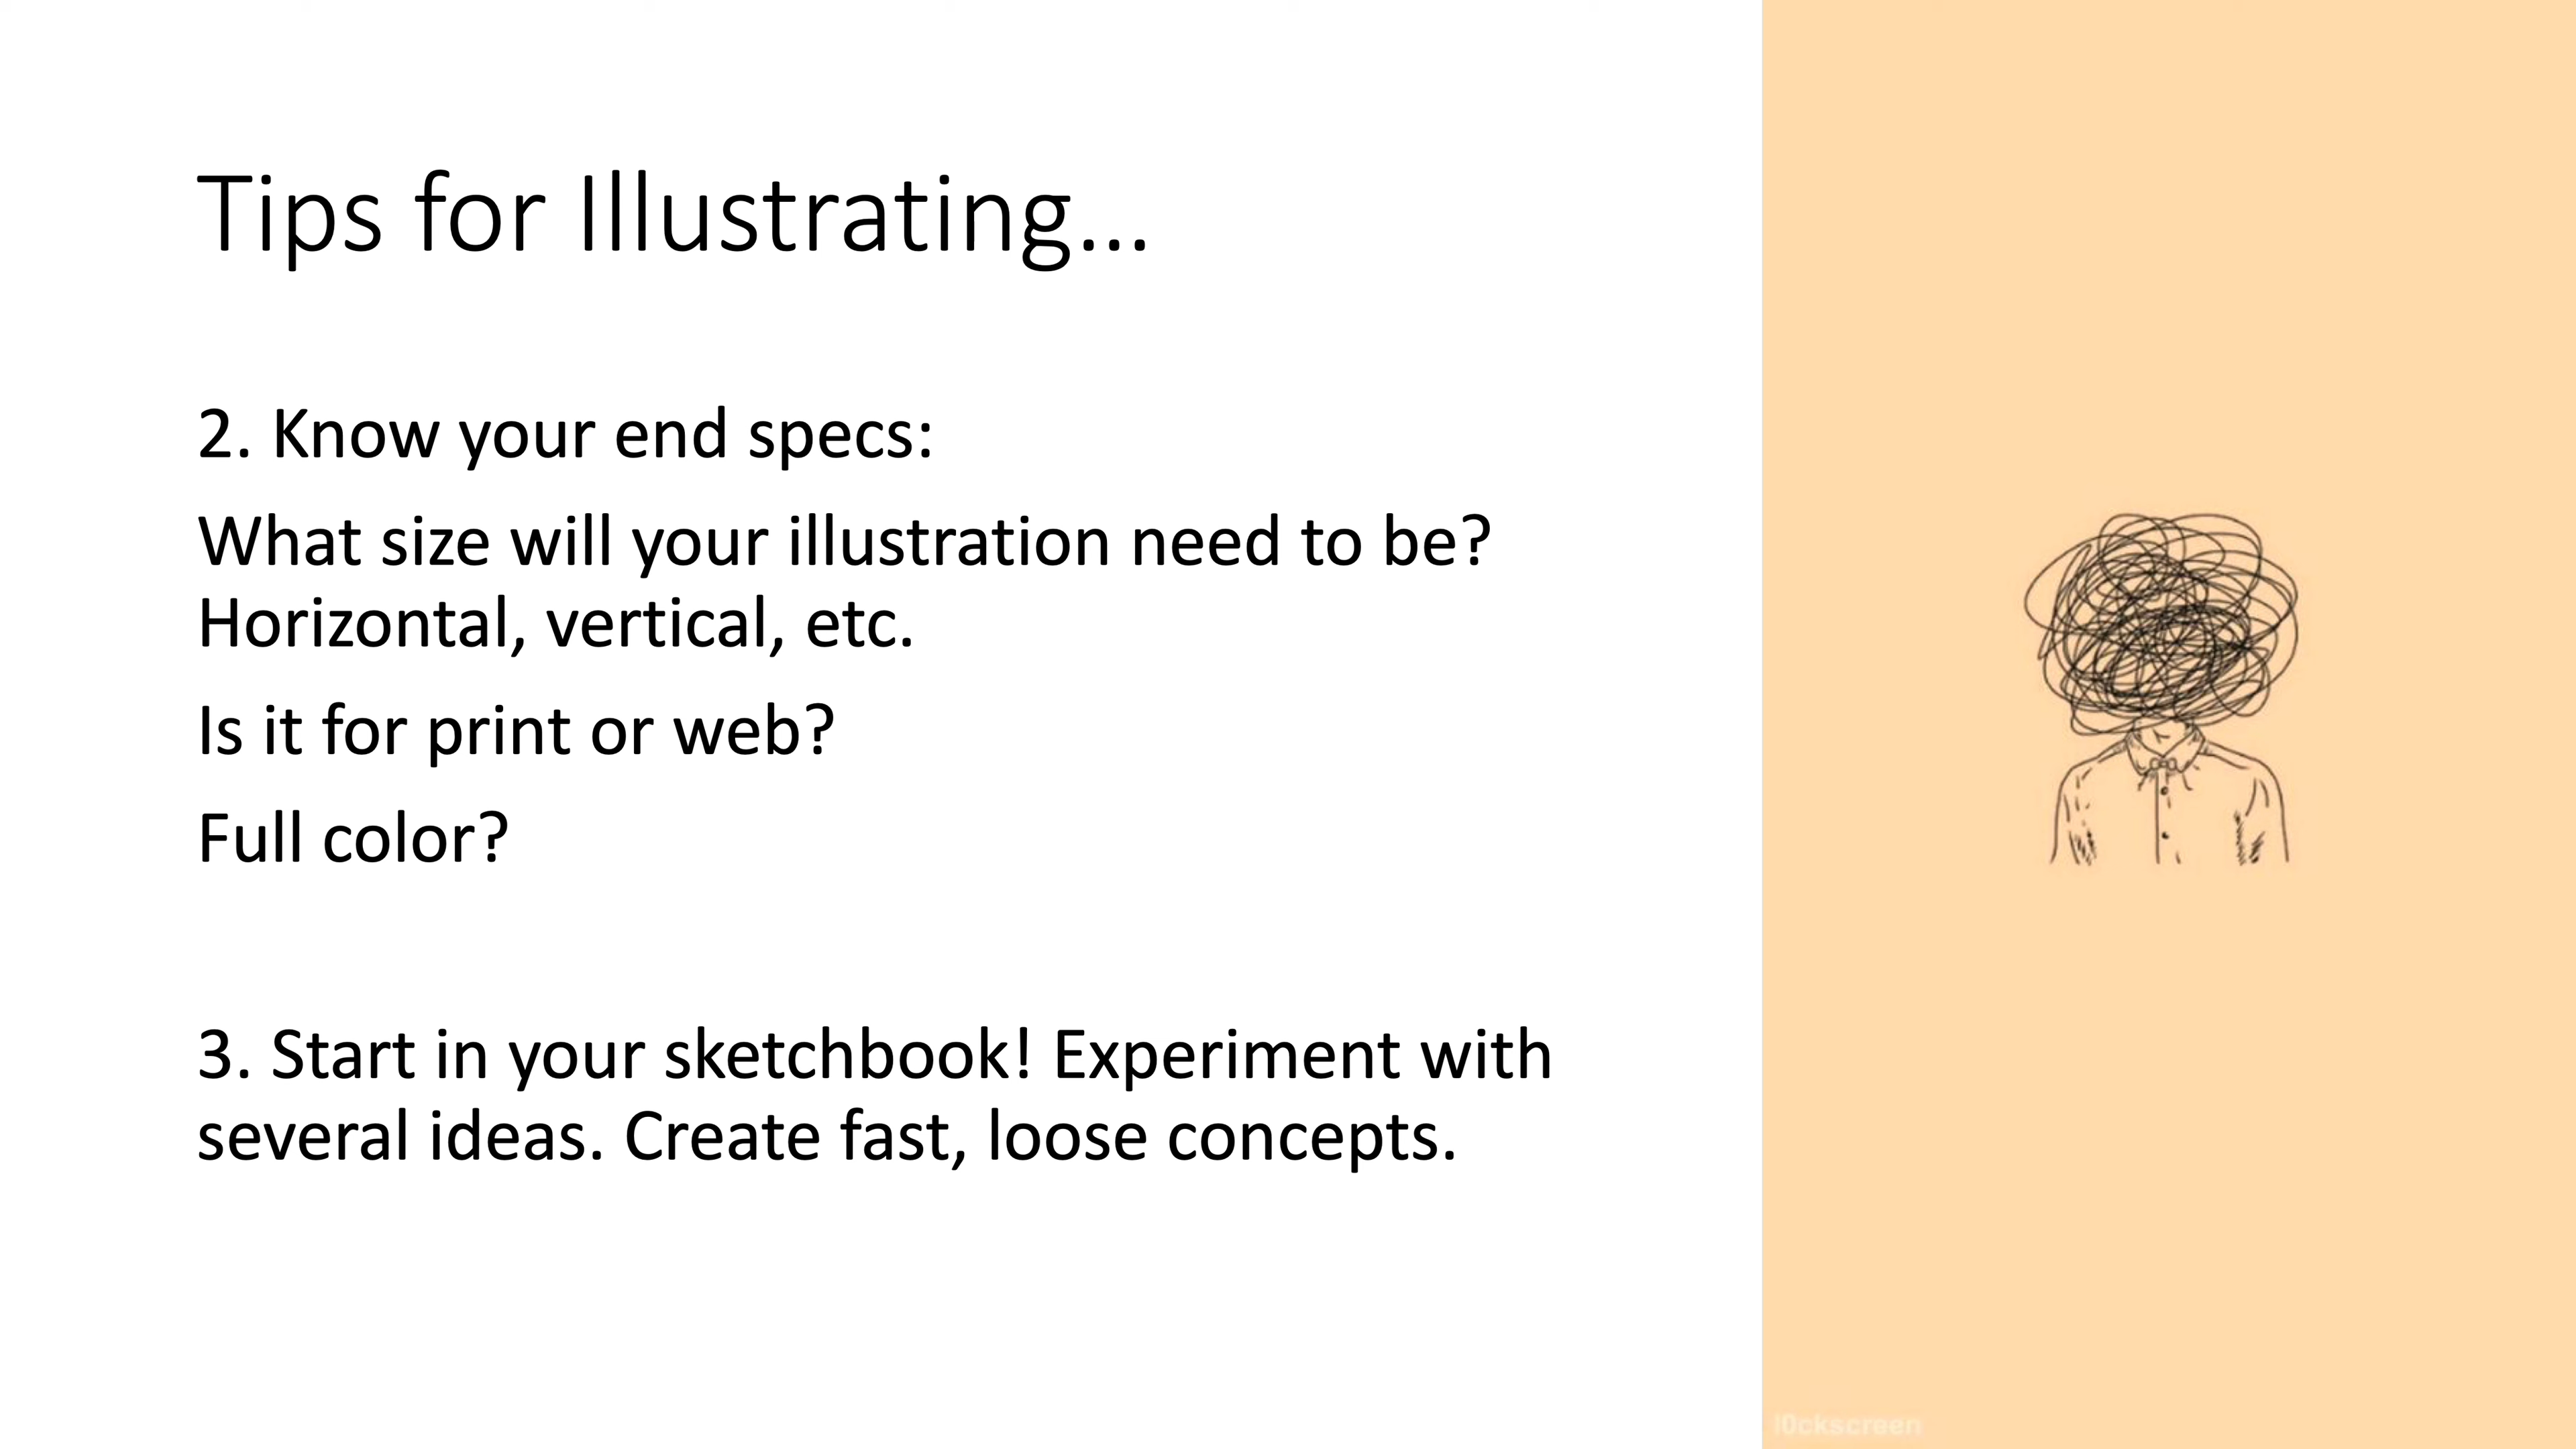 Tips for Illustrating...
2. Know your end specs:
What size will your illustration need to be?
Horizontal, vertical, etc.
Is it for print or web?
Full color?
3. Start in your sketchbook! Experiment with
several ideas. Create fast, loose concepts.
l0ckscreen